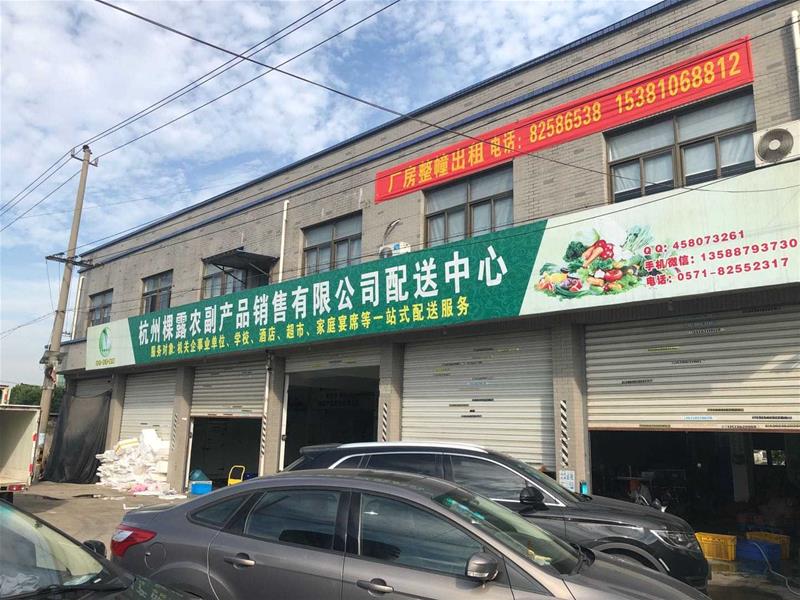 厂房整幢出租 电话：82586538 15381068812
杭州棵露农副产品销售有限公司配送中心
服务对象：机关企事业单位、学校、酒店、超市、家庭宴席等一站式配送服务
QQ：458073261
手机/微信：13588793730
电话：0571-82552317